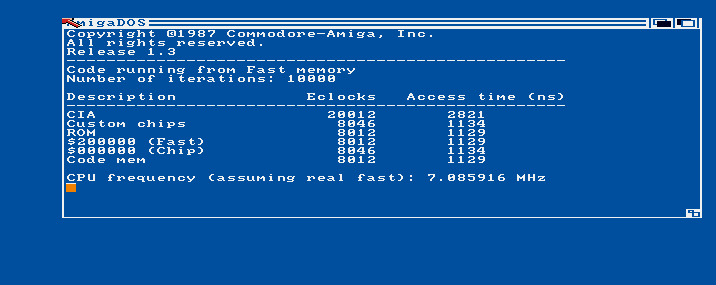 AmigaDOS
Copyright ©1987 Commodore-Amiga, Inc.
All rights reserved.
Release 1.3
Code running from Fast memory
Number of iterations: 10000
Description Eclocks Access time (ns)
CIA 20012 2821
Custom chips 8046 1134
ROM 8012 1129
$200000 (Fast) 8012 1129
$000000 (Chip) 8046 1134
Code mem 8012 1129
CPU frequency (assuming real fast): 7.085916 MHz